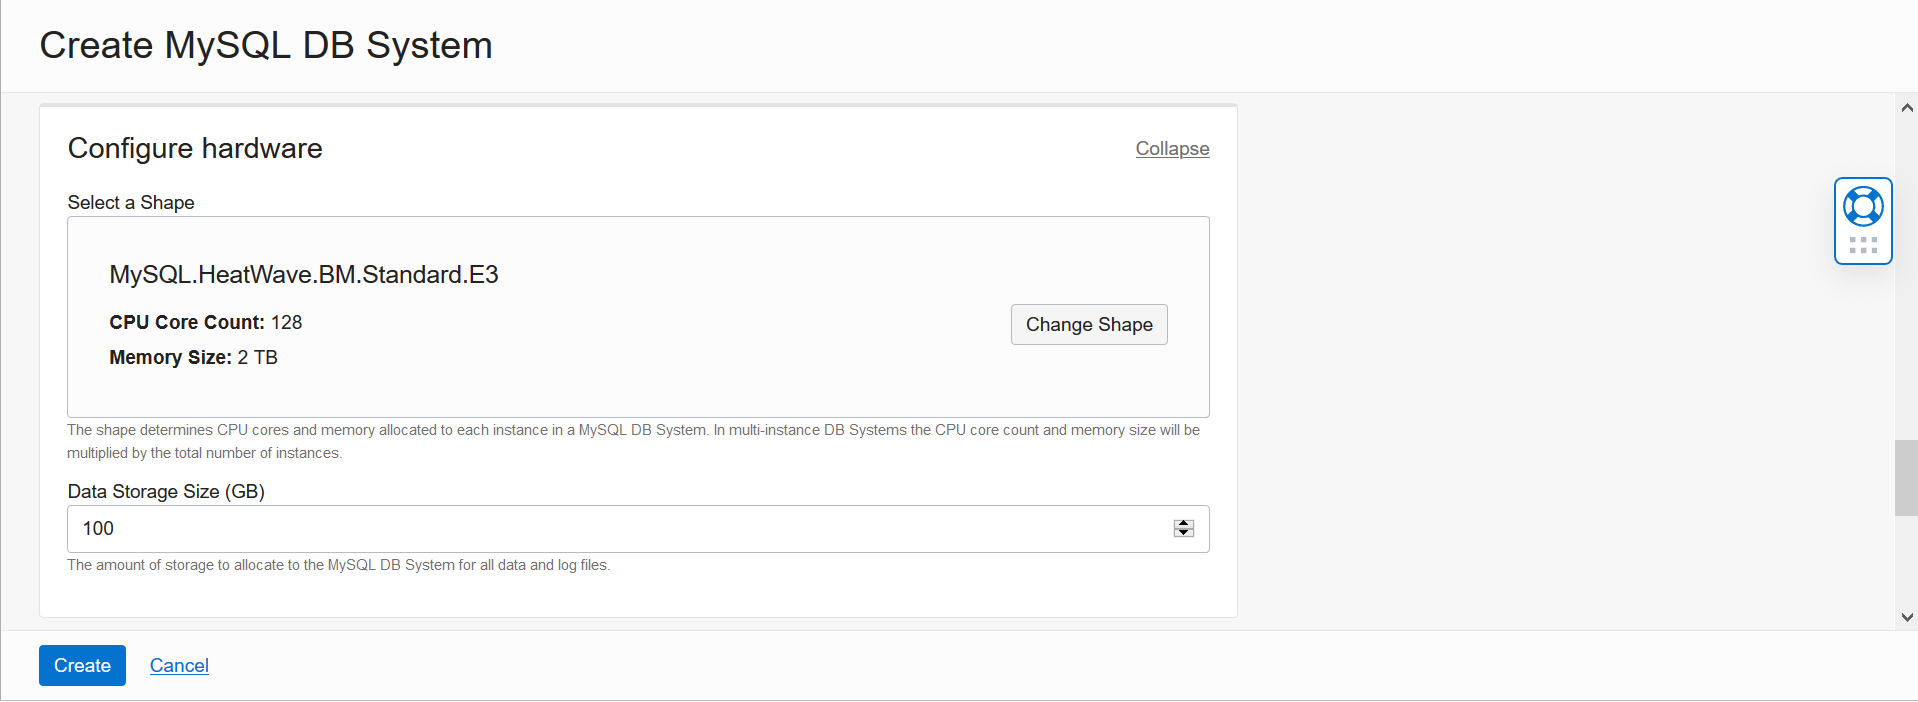 Create MySQL DB System
Configure hardware
Collapse
Select a Shape
MySQL.HeatWave.BM.Standard.E3
CPU Core Count: 128
Change Shape
Memory Size: 2 TB
The shape determines CPU cores and memory allocated to each instance in a MySQL DB System. In multi-instance DB Systems the CPU core count and memory size will be
multiplied by the total number of instances.
Data Storage Size (GB)
100
The amount of storage to allocate to the MySQL DB System for all data and log files.
Create
Cancel